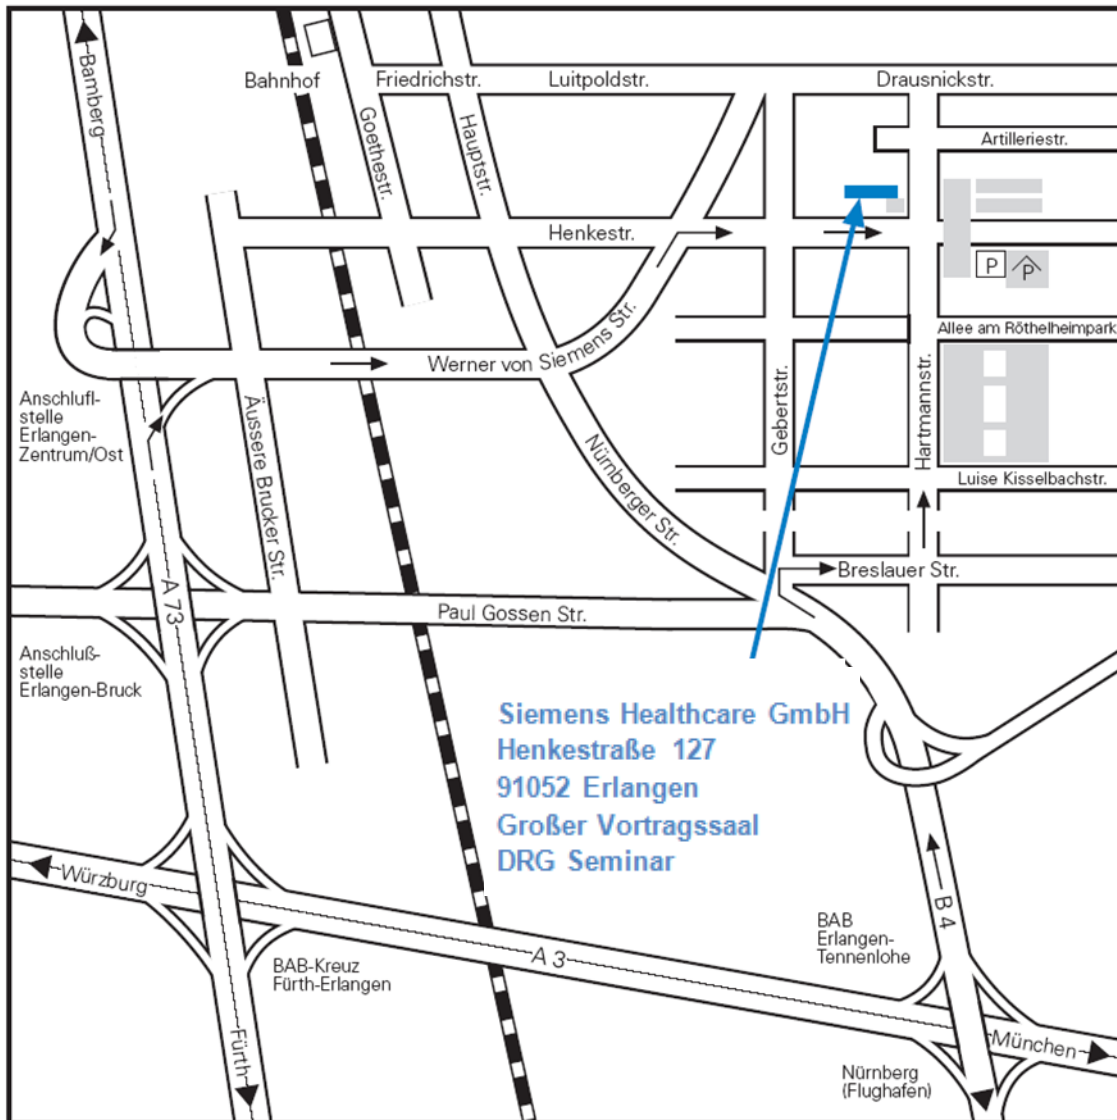 Bamberg
Bahnhof
Friedrichstr.
Luitpoldstr.
Drausnickstr.
Goethestr.
Hauptstr.
Artilleriestr.
Henkestr.
P
P
Allee am Röthelheimpark
Werner von Siemens Str.
Gebertstr.
Hartmannstr.
Anschlufl-
stelle
Erlangen-
Zentrum/Ost
Äussere Brucker Str.
Nürnberger Str.
Luise Kisselbachstr.
Breslauer Str.
A 73
Paul Gossen Str.
Anschluß-
stelle
Erlangen-Bruck
Siemens Healthcare GmbH
Henkestraße 127
91052 Erlangen
Großer Vortragssaal
DRG Seminar
Würzburg
B 4
BAB
Erlangen-
Tennenlohe
A 3
BAB-Kreuz
Fürth-Erlangen
Fürth
München
Nürnberg
(Flughafen)